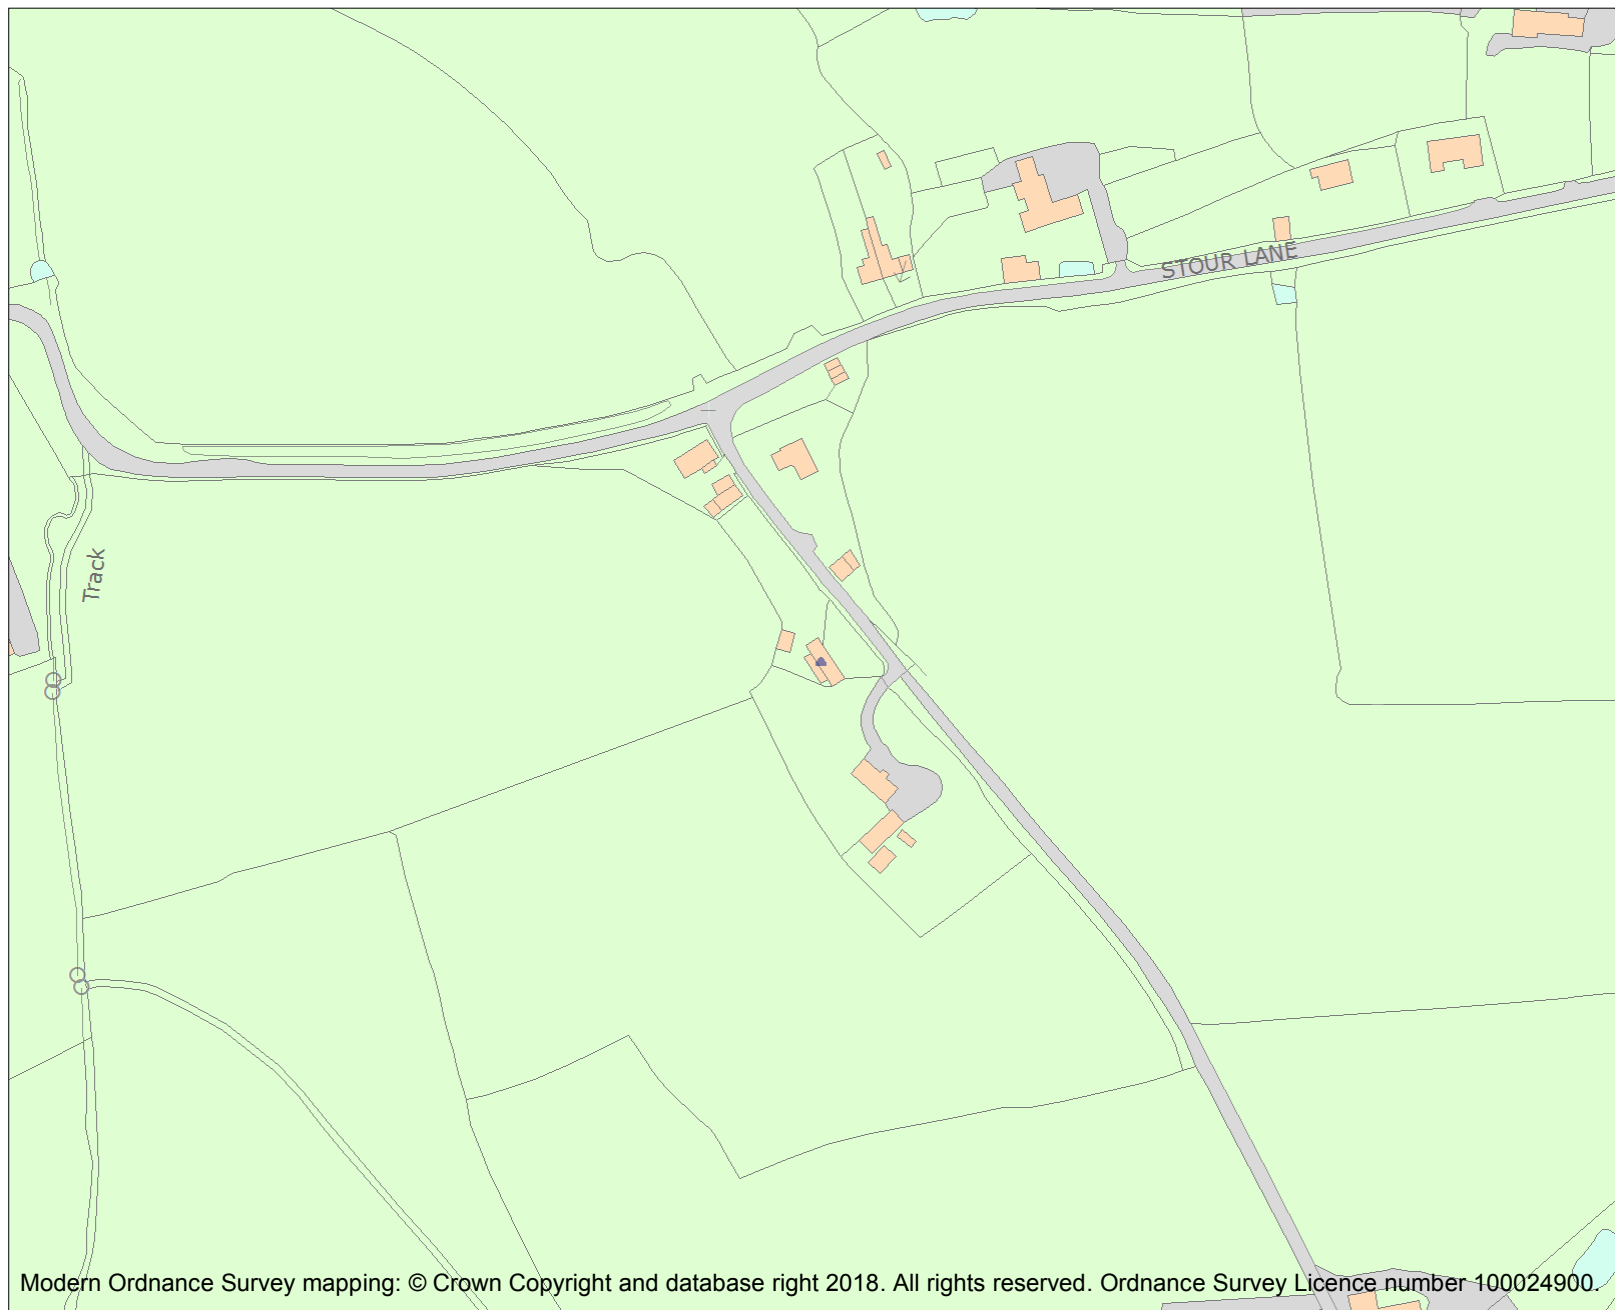 STOUR LANE
Track
Modern Ordnance Survey mapping: © Crown Copyright and database right 2018. All rights reserved. Ordnance Survey Licence number 100024900.